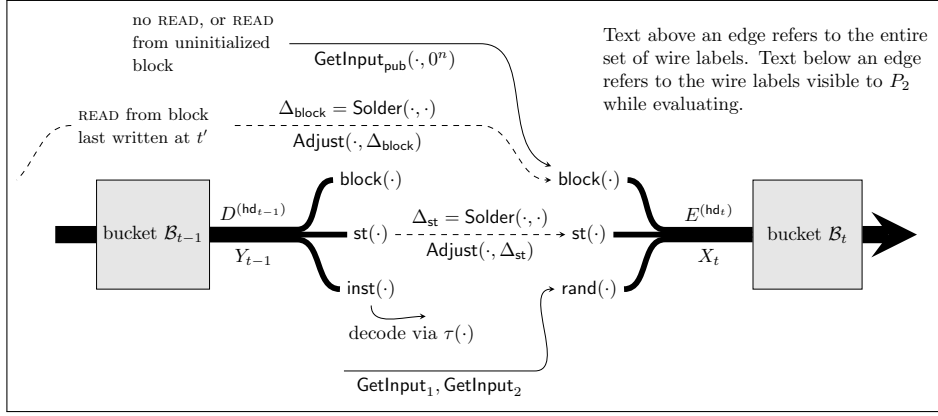 no READ, or READ
from uninitialized
block
GetInput_pub(·, 0^n)
Text above an edge refers to the entire
set of wire labels. Text below an edge
refers to the wire labels visible to P_2
while evaluating.
READ from block
last written at t′
Δ_block = Solder(·, ·)
Adjust(·, Δ_block)
block(·)
block(·)
bucket B_{t−1}
D^{(hd_{t−1})}
Y_{t−1}
st(·)
Δ_st = Solder(·, ·)
Adjust(·, Δ_st)
st(·)
E^{(hd_t)}
X_t
bucket B_t
inst(·)
rand(·)
decode via τ(·)
GetInput_1, GetInput_2